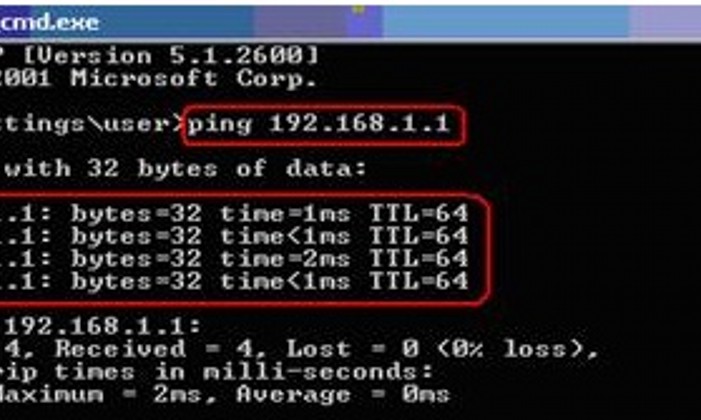 cmd.exe
P [Version 5.1.2600]
2001 Microsoft Corp.
ttings\user>ping 192.168.1.1
with 32 bytes of data:
.1: bytes=32 time=1ms TTL=64
.1: bytes=32 time<1ms TTL=64
.1: bytes=32 time=2ms TTL=64
.1: bytes=32 time<1ms TTL=64
192.168.1.1:
4, Received = 4, Lost = 0 (0% loss),
rip times in milli-seconds:
Maximum = 2ms, Average = 0ms